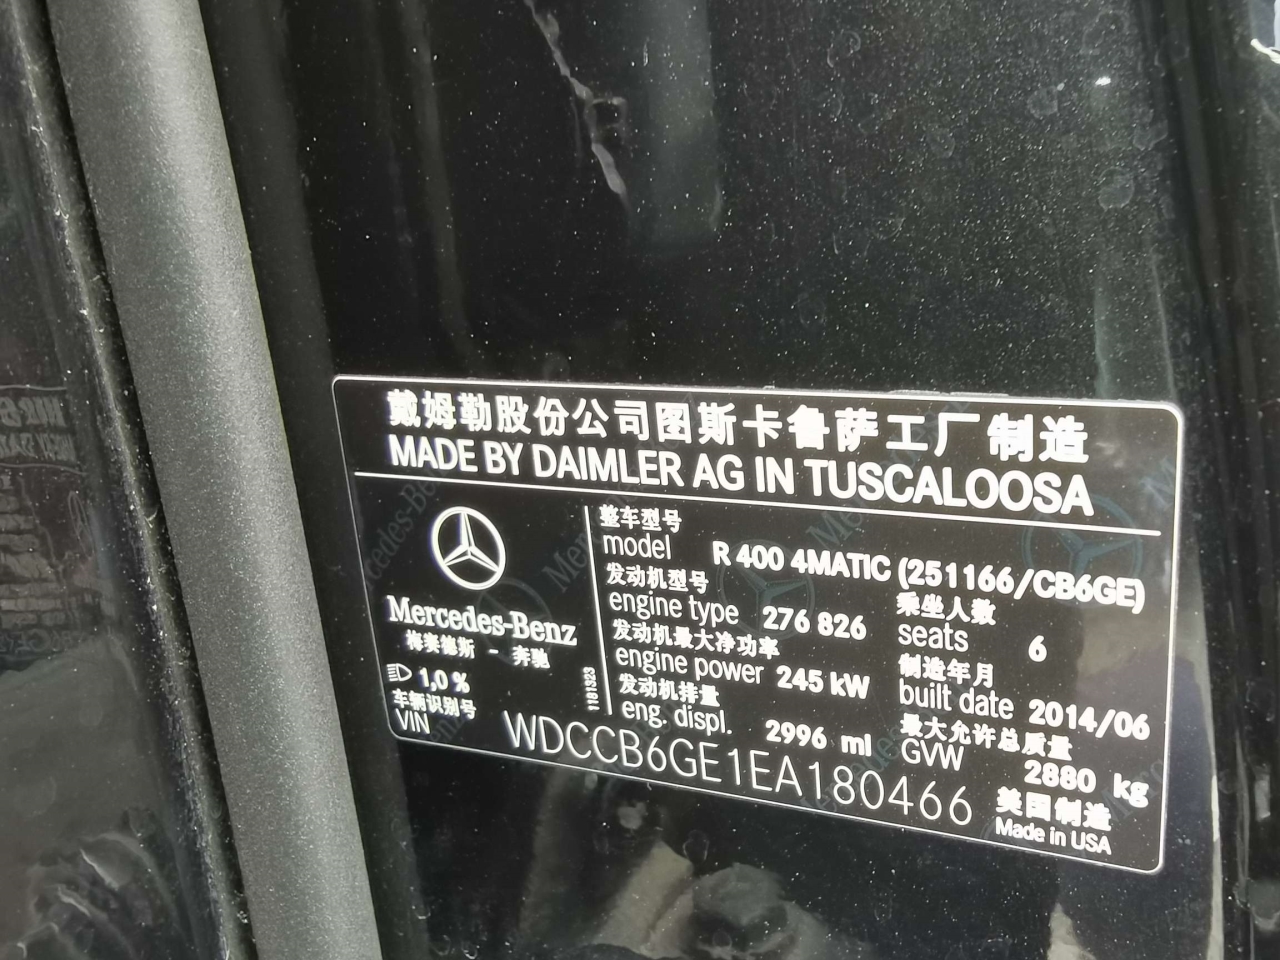 戴姆勒股份公司图斯卡鲁萨工厂制造
MADE BY DAIMLER AG IN TUSCALOOSA
Mercedes-Benz
梅赛德斯 - 奔驰
1,0 %
1181323
整车型号
model R 400 4MATIC (251166/CB6GE)
发动机型号 乘坐人数
engine type 276 826 seats 6
发动机最大净功率 制造年月
engine power 245 kW built date 2014/06
发动机排量 最大允许总质量
eng. displ. 2996 ml GVW 2880 kg
车辆识别号
VIN WDCCB6GE1EA180466
美国制造
Made in USA